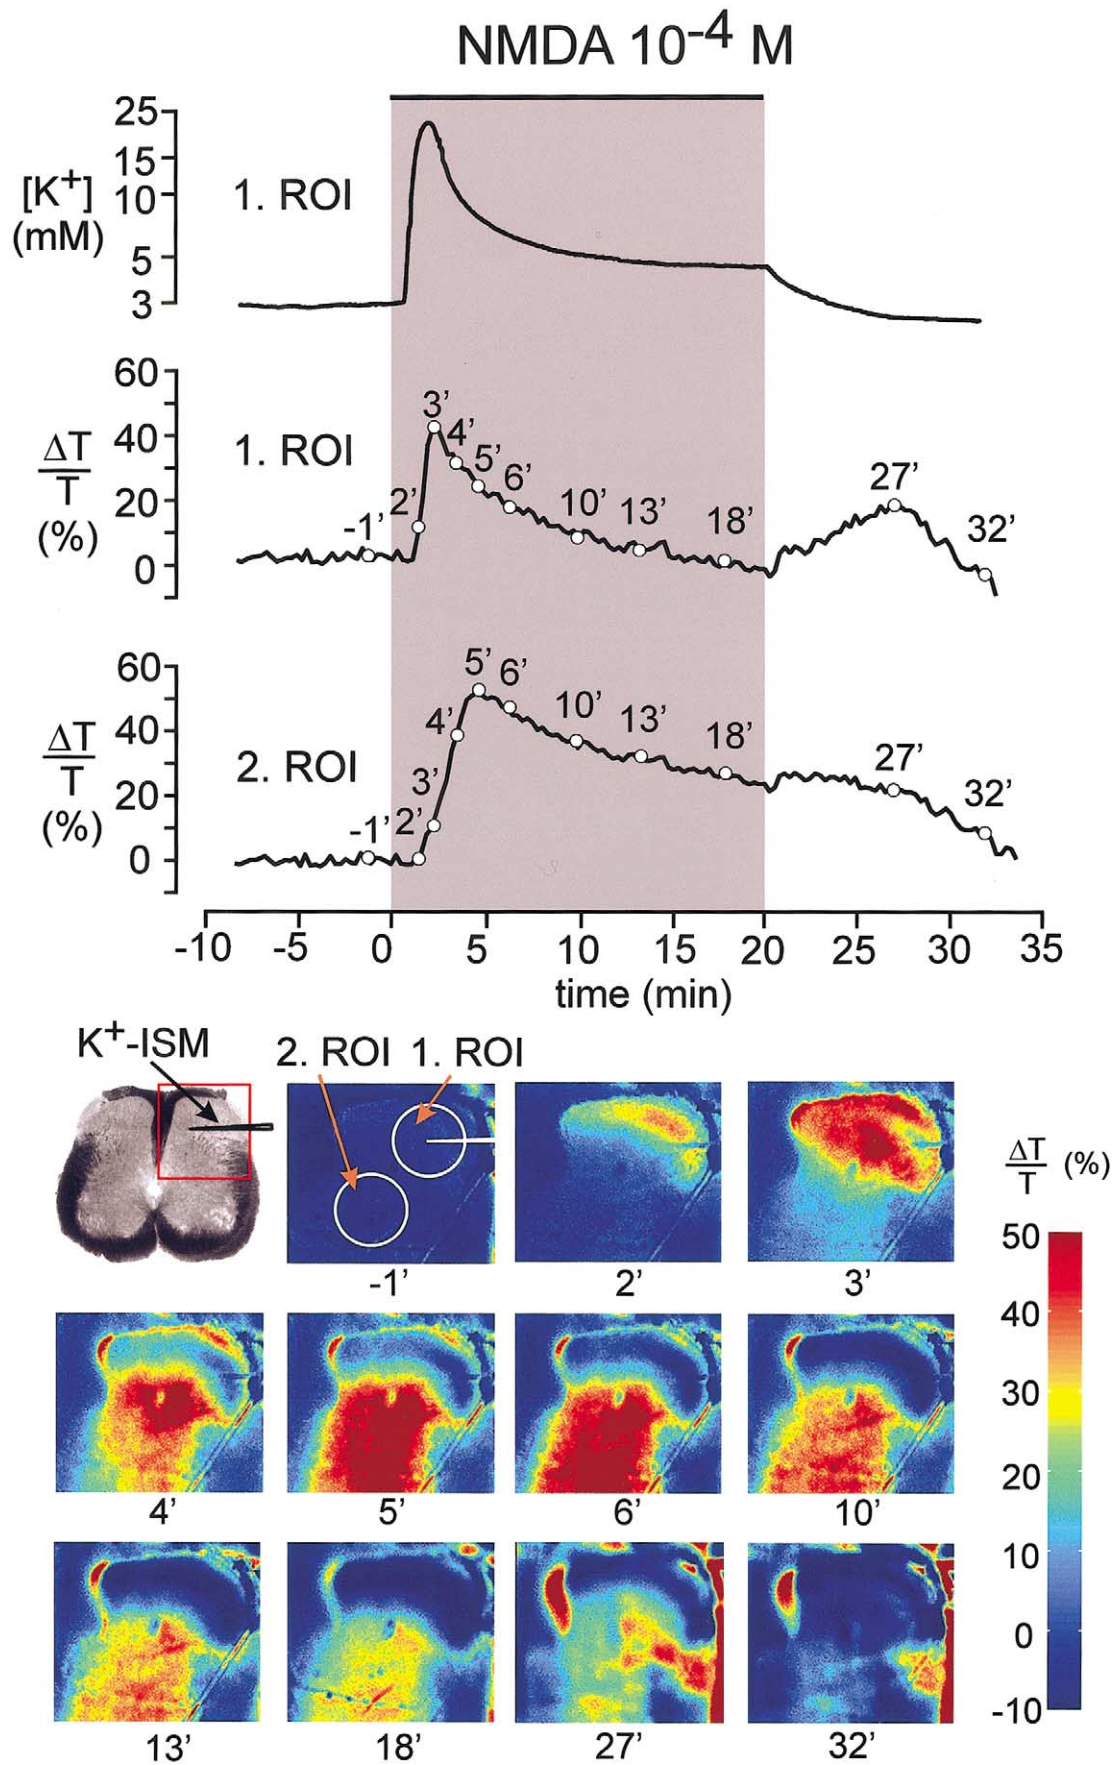 NMDA 10-4 M
25
15
10
5
3
[K+]
(mM)
1. ROI
60
40
20
0
ΔT
T
(%)
1. ROI
-1’ 2’ 3’ 4’ 5’ 6’ 10’ 13’ 18’ 27’ 32’
60
40
20
0
ΔT
T
(%)
2. ROI
-1’ 2’ 3’ 4’ 5’ 6’ 10’ 13’ 18’ 27’ 32’
-10 -5 0 5 10 15 20 25 30 35
time (min)
K+-ISM
2. ROI 1. ROI
-1’ 2’ 3’
4’ 5’ 6’ 10’
13’ 18’ 27’ 32’
ΔT
T (%)
50
40
30
20
10
0
-10